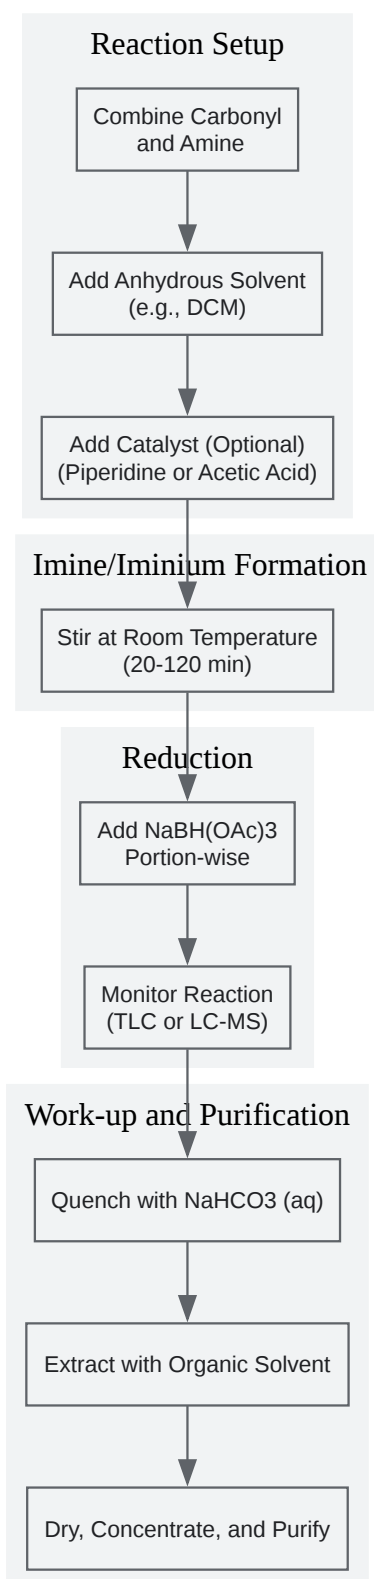 Reaction Setup
Combine Carbonyl
and Amine
Add Anhydrous Solvent
(e.g., DCM)
Add Catalyst (Optional)
(Piperidine or Acetic Acid)
Imine/Iminium Formation
Stir at Room Temperature
(20-120 min)
Reduction
Add NaBH(OAc)3
Portion-wise
Monitor Reaction
(TLC or LC-MS)
Work-up and Purification
Quench with NaHCO3 (aq)
Extract with Organic Solvent
Dry, Concentrate, and Purify